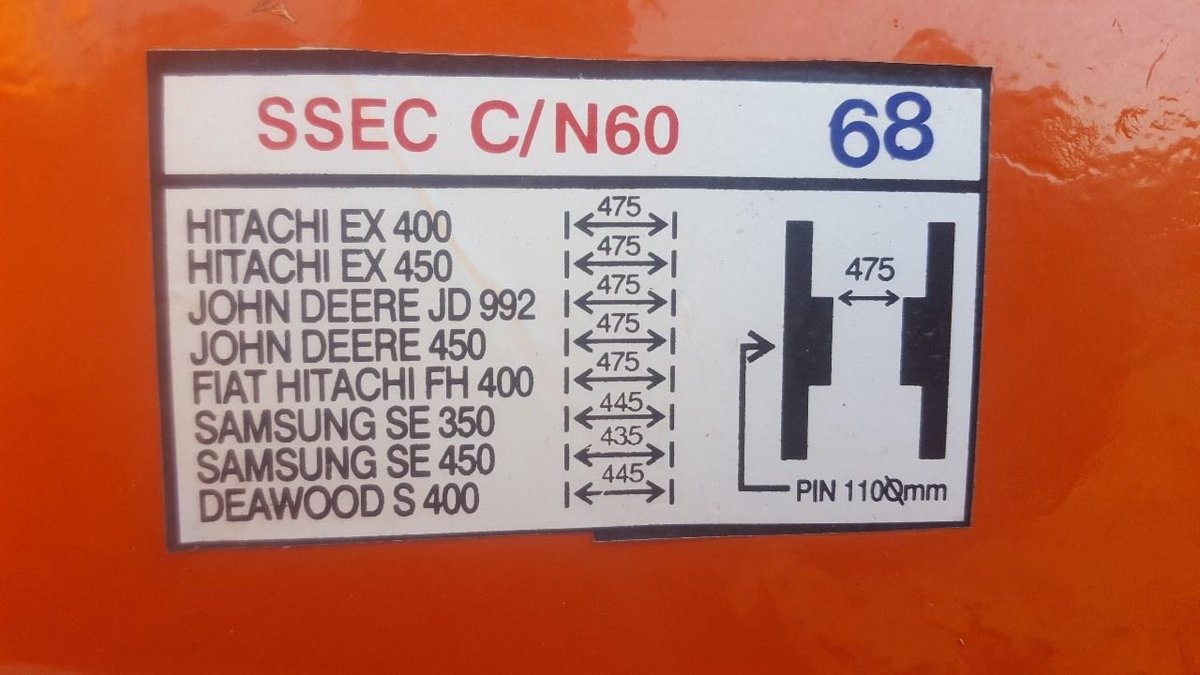 SSEC C/N60 68
HITACHI EX 400 475
HITACHI EX 450 475
JOHN DEERE JD 992 475
JOHN DEERE 450 475
FIAT HITACHI FH 400 475
SAMSUNG SE 350 445
SAMSUNG SE 450 435
DEAWOOD S 400 445
475
PIN 110Ømm